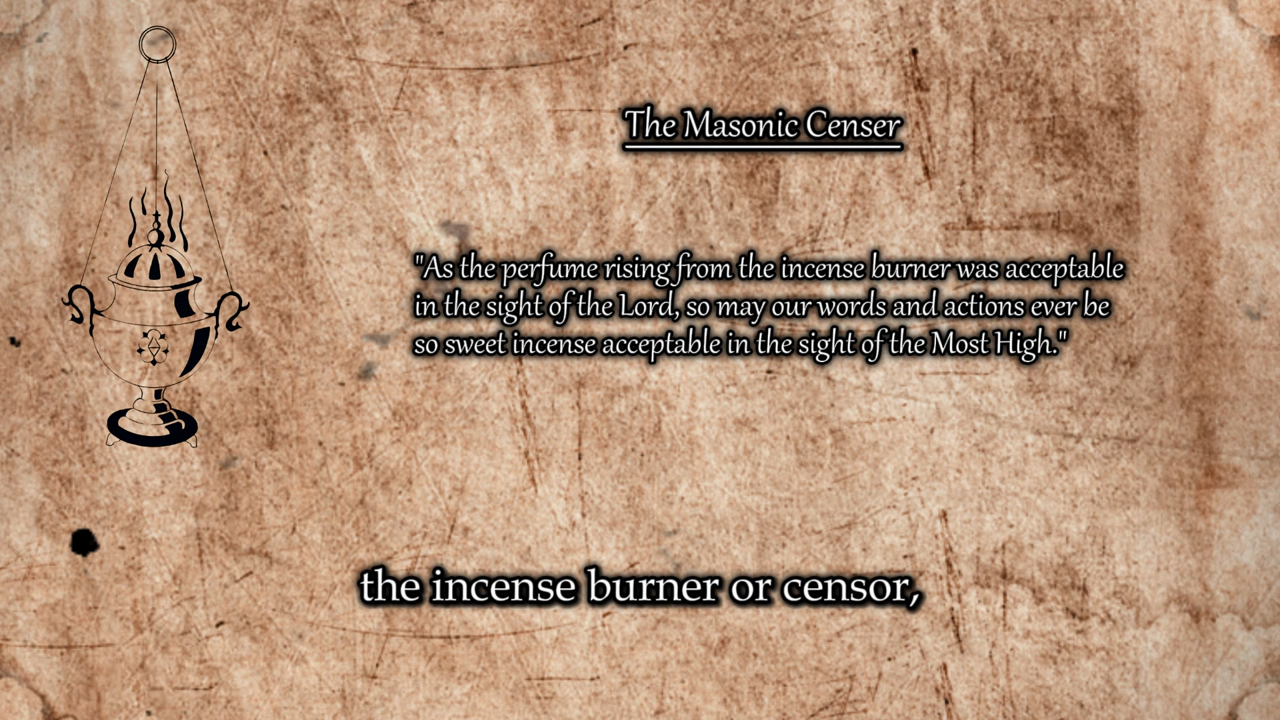 The Masonic Censer
"As the perfume rising from the incense burner was acceptable
in the sight of the Lord, so may our words and actions ever be
so sweet incense acceptable in the sight of the Most High."
the incense burner or censor,